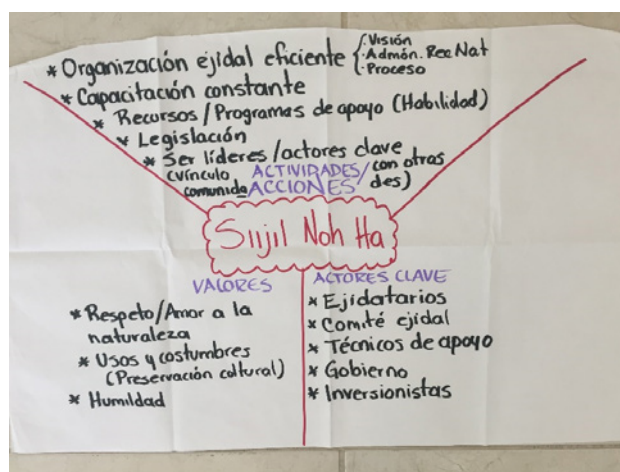 * Organización ejidal eficiente { . Visión
. Admón. Rec Nat
. Proceso
* Capacitación constante
* Recursos/Programas de apoyo (Habilidad)
* Legislación
* Ser líderes/actores clave
(vínculo con otras
comunidades)
ACTIVIDADES/
ACCIONES
Siijil Noh Ha
VALORES
* Respeto/Amor a la
naturaleza
* Usos y costumbres
(Preservación cultural)
* Humildad
ACTORES CLAVE
* Ejidatarios
* Comité ejidal
* Técnicos de apoyo
* Gobierno
* Inversionistas